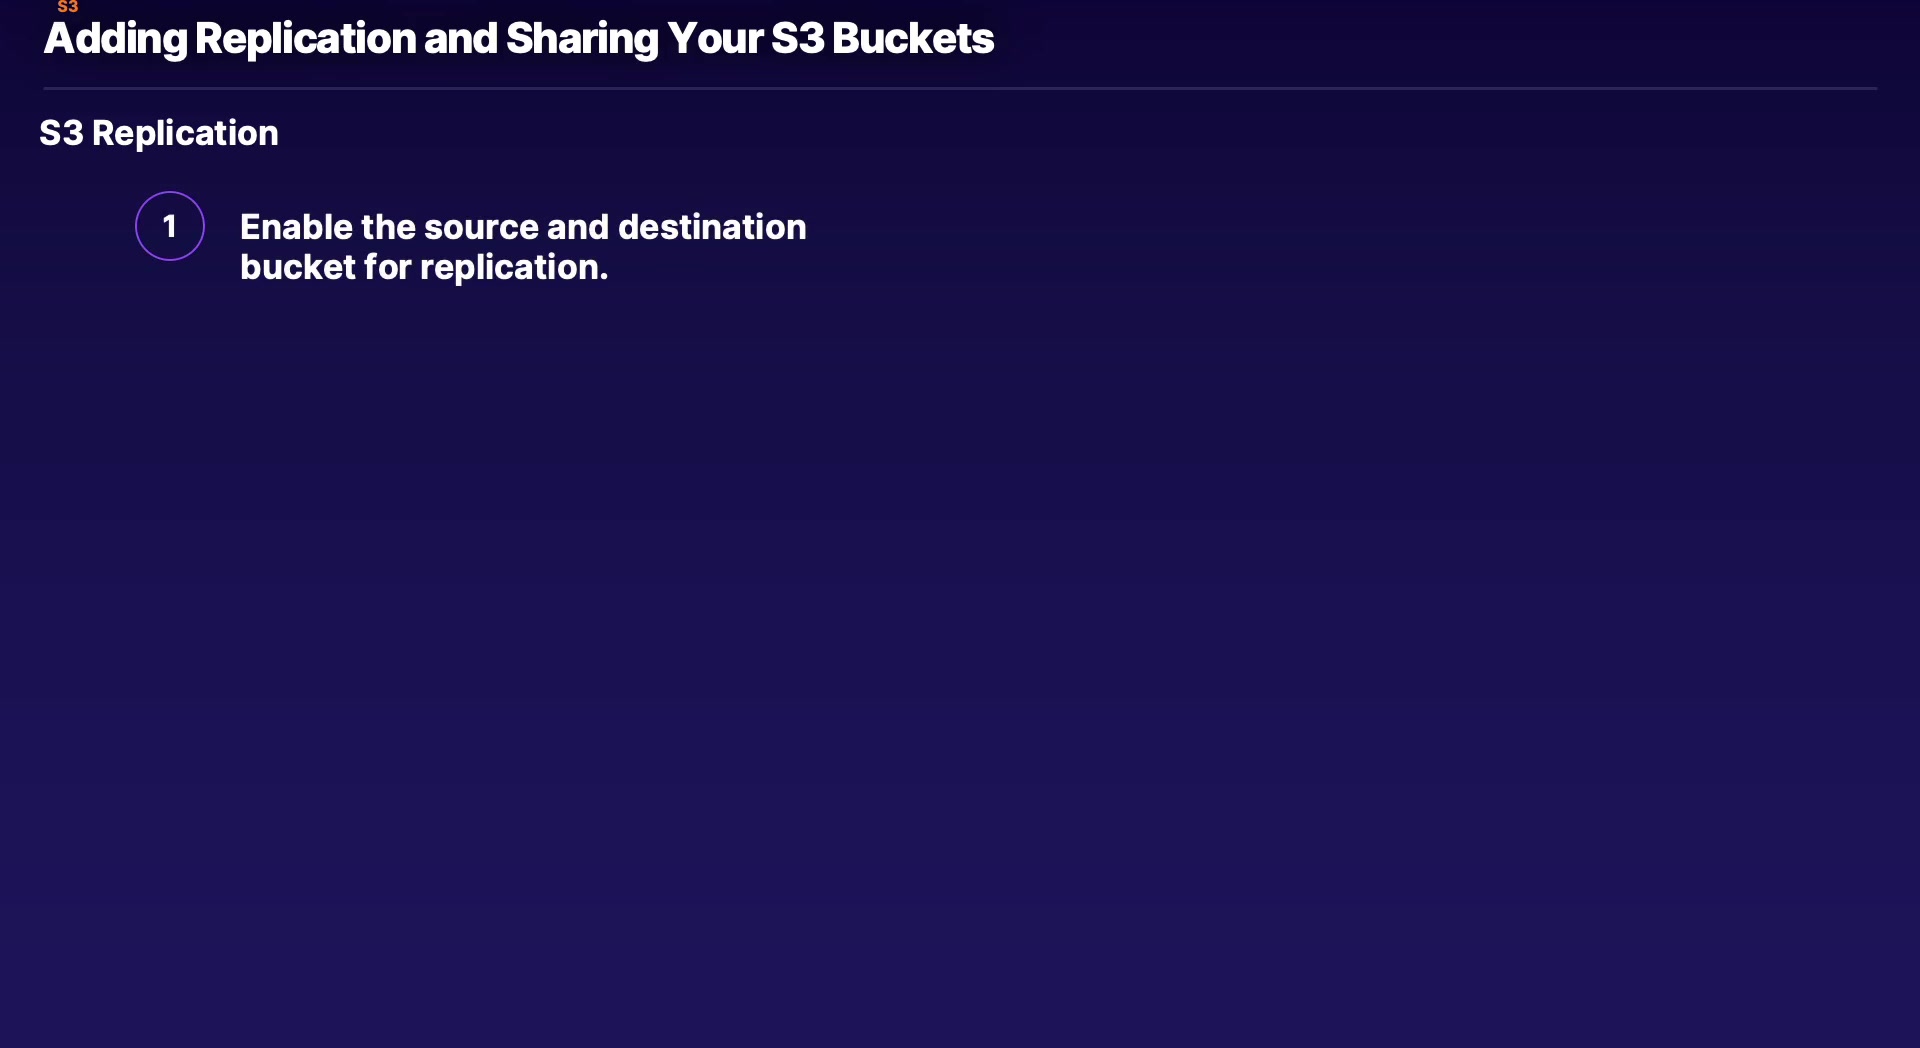 S3
Adding Replication and Sharing Your S3 Buckets
S3 Replication
1
Enable the source and destination
bucket for replication.